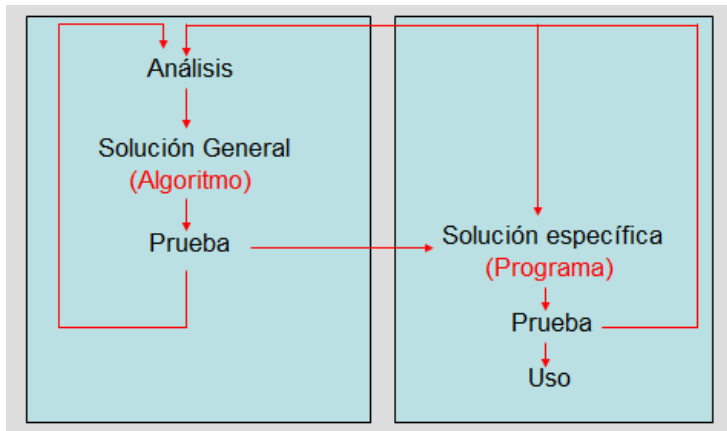 Análisis
Solución General
(Algoritmo)
Prueba
Solución específica
(Programa)
Prueba
Uso